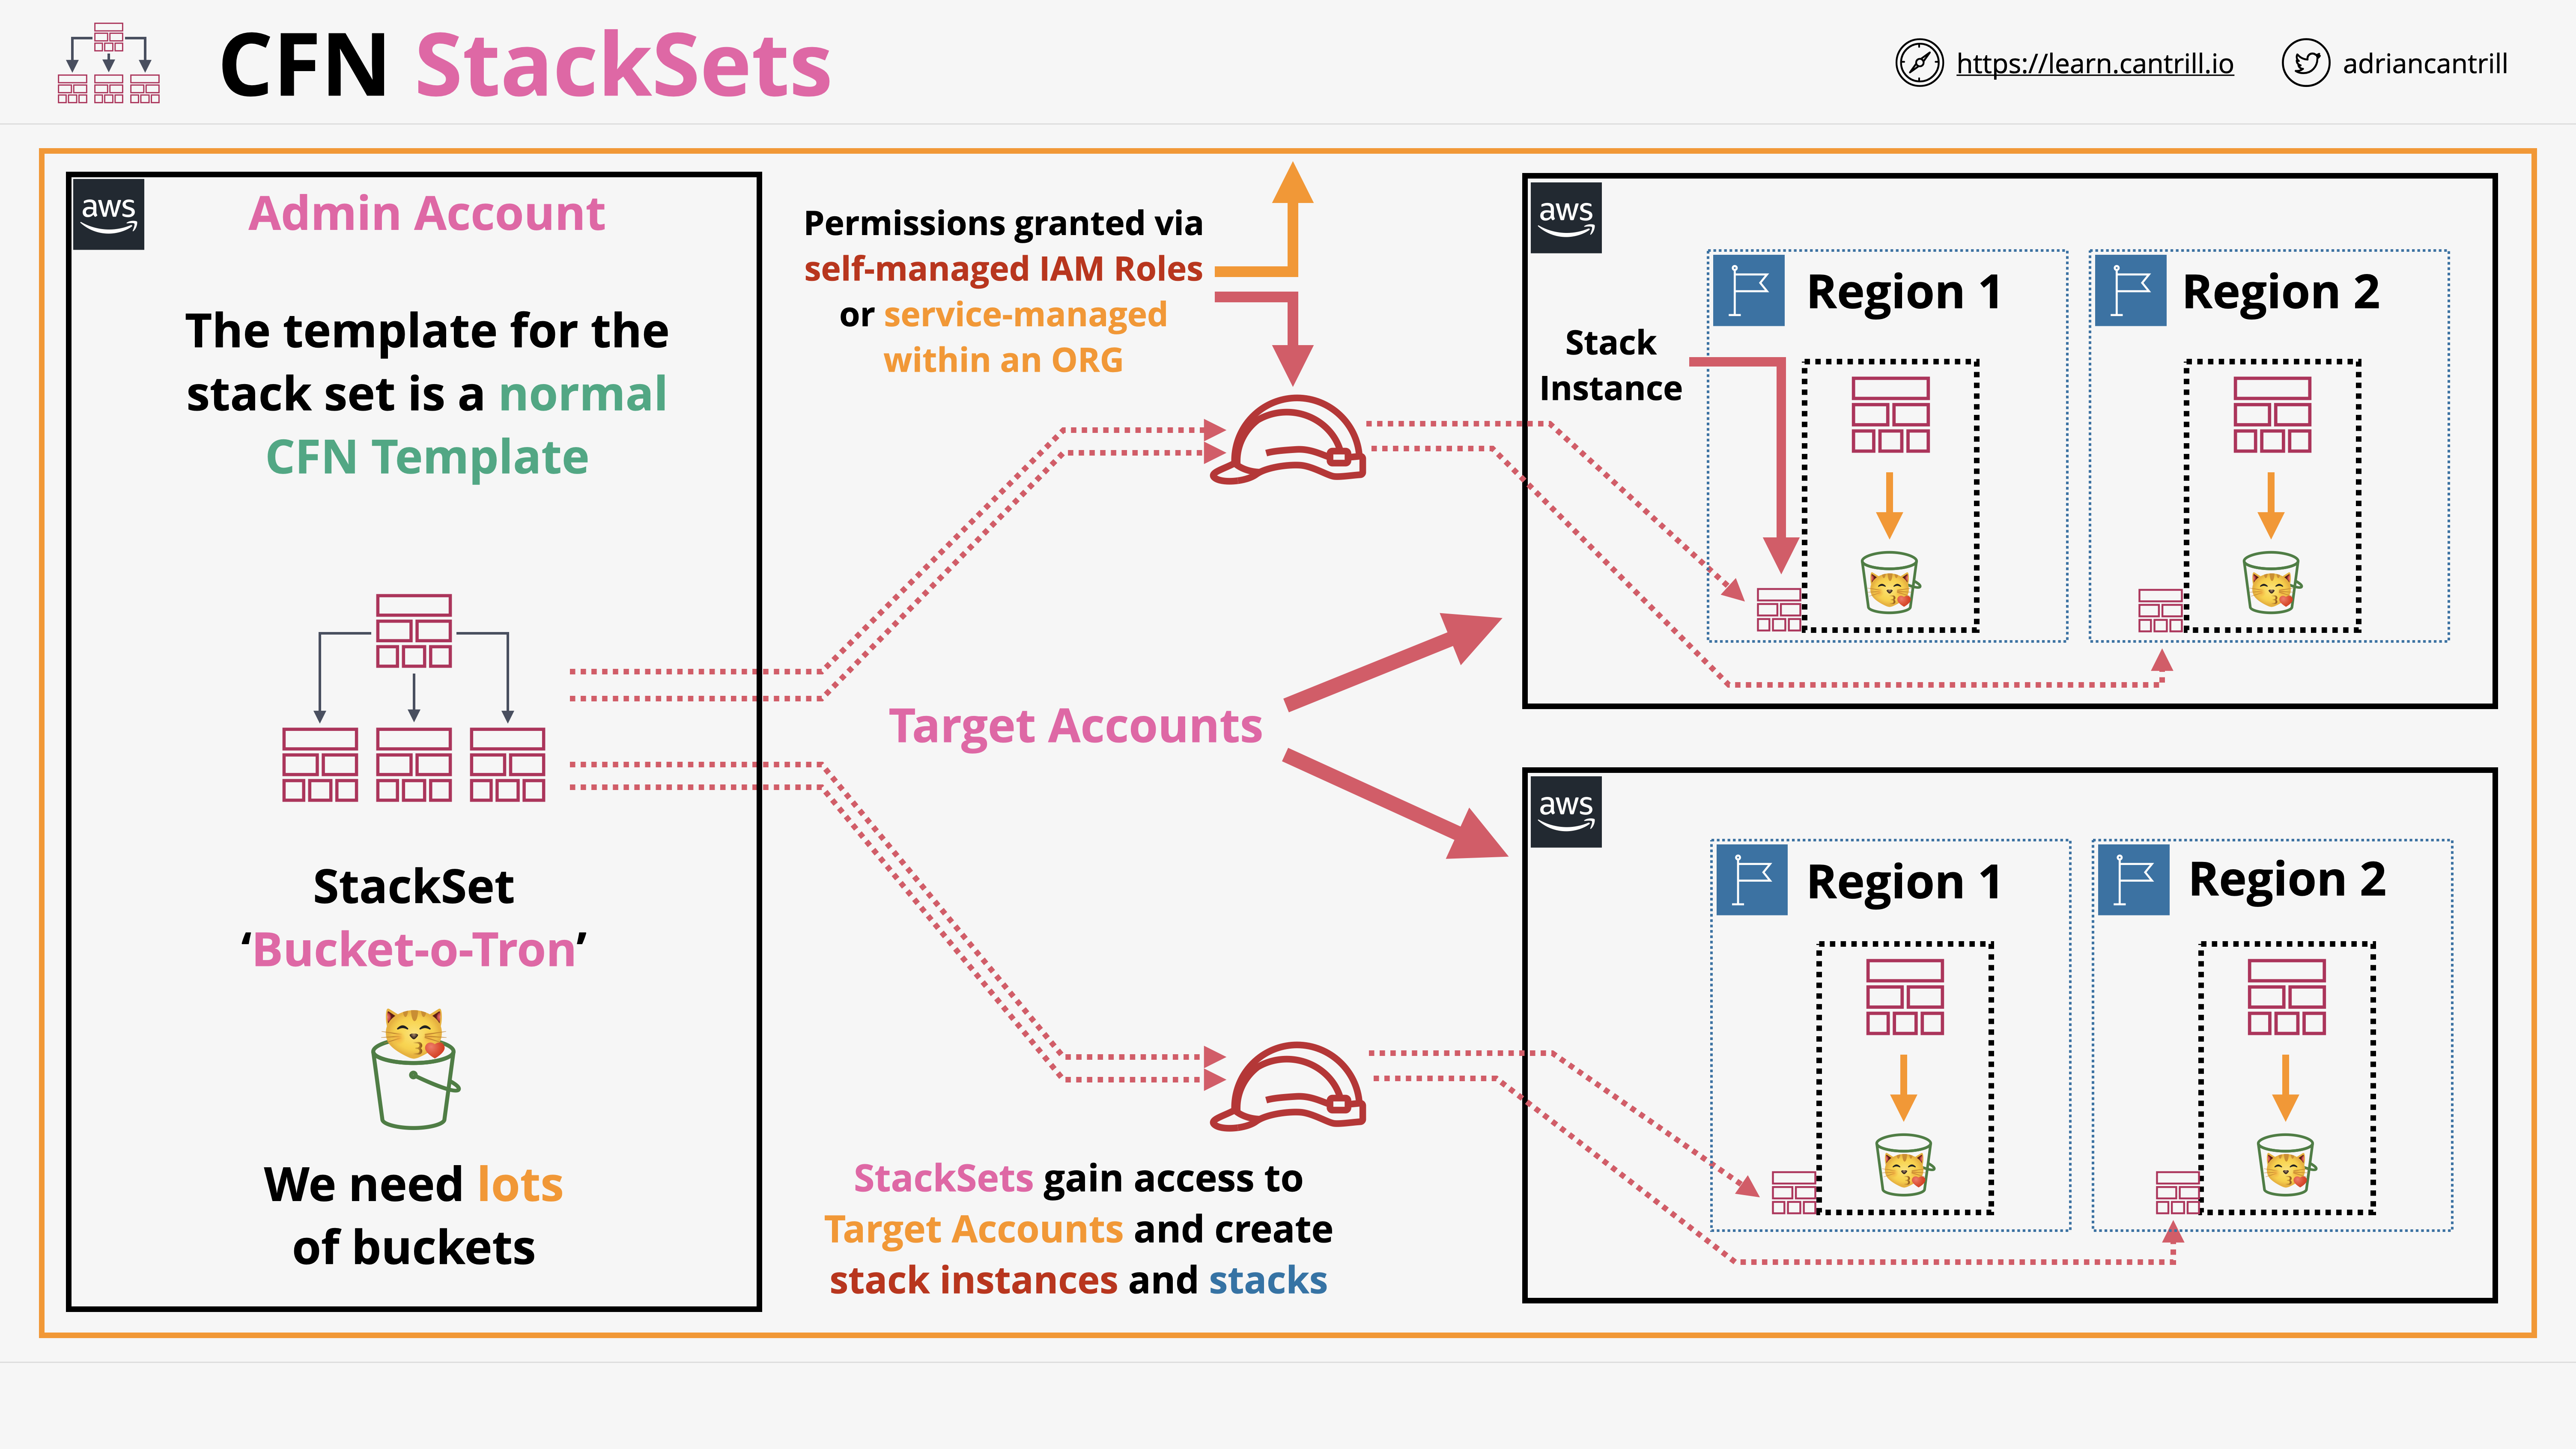 CFN StackSets
https://learn.cantrill.io
adriancantrill
aws
Admin Account
The template for the
stack set is a normal
CFN Template
StackSet
‘Bucket-o-Tron’
We need lots
of buckets
Permissions granted via
self-managed IAM Roles
or service-managed
within an ORG
Target Accounts
StackSets gain access to
Target Accounts and create
stack instances and stacks
aws
Stack
Instance
Region 1
Region 2
aws
Region 1
Region 2